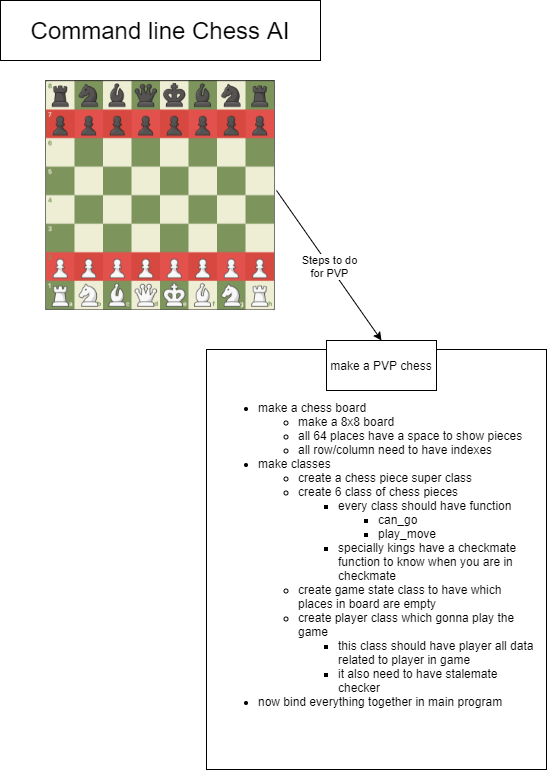 Command line Chess AI
8
7
6
5
4
3
1
a
b
c
d
e
f
g
h
Steps to do
for PVP
make a PVP chess
make a chess board
make a 8x8 board
all 64 places have a space to show pieces
all row/column need to have indexes
make classes
create a chess piece super class
create 6 class of chess pieces
every class should have function
can_go
play_move
specially kings have a checkmate
function to know when you are in
checkmate
create game state class to have which
places in board are empty
create player class which gonna play the
game
this class should have player all data
related to player in game
it also need to have stalemate
checker
now bind everything together in main program